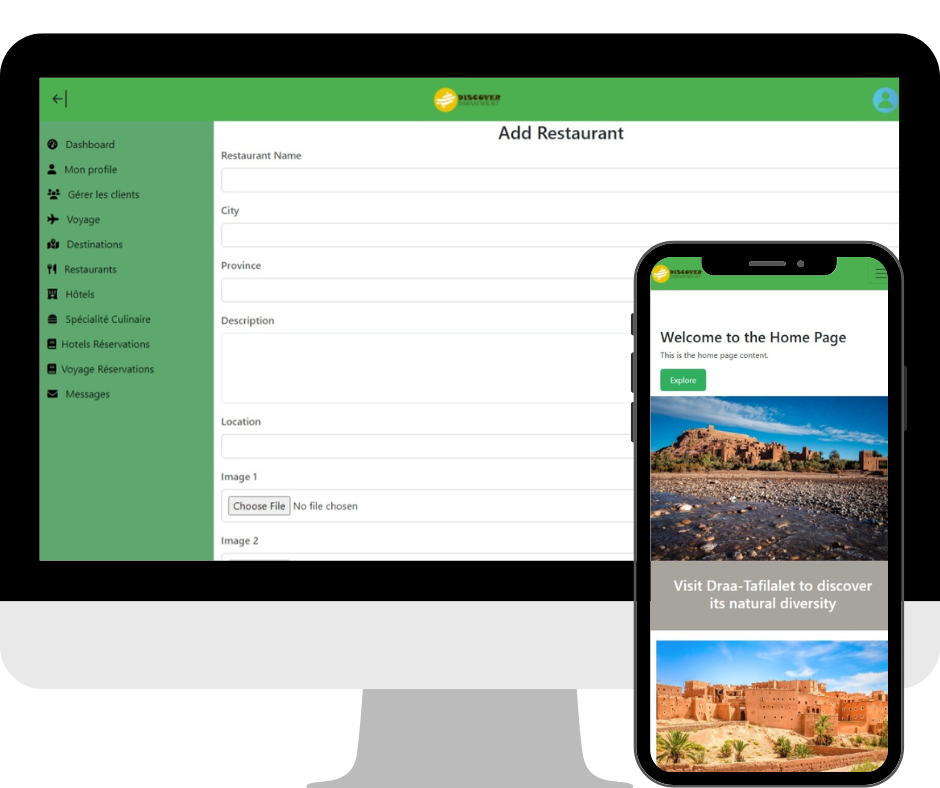 DISCOVER
Add Restaurant
Dashboard
Mon profile
Gérer les clients
Voyage
Destinations
Restaurants
Hôtels
Spécialité Culinaire
Hotels Réservations
Voyage Réservations
Messages
Restaurant Name
City
Province
Description
Location
Image 1
Choose File No file chosen
Image 2
DISCOVER
Welcome to the Home Page
This is the home page content.
Explore
Visit Draa-Tafilalet to discover
its natural diversity